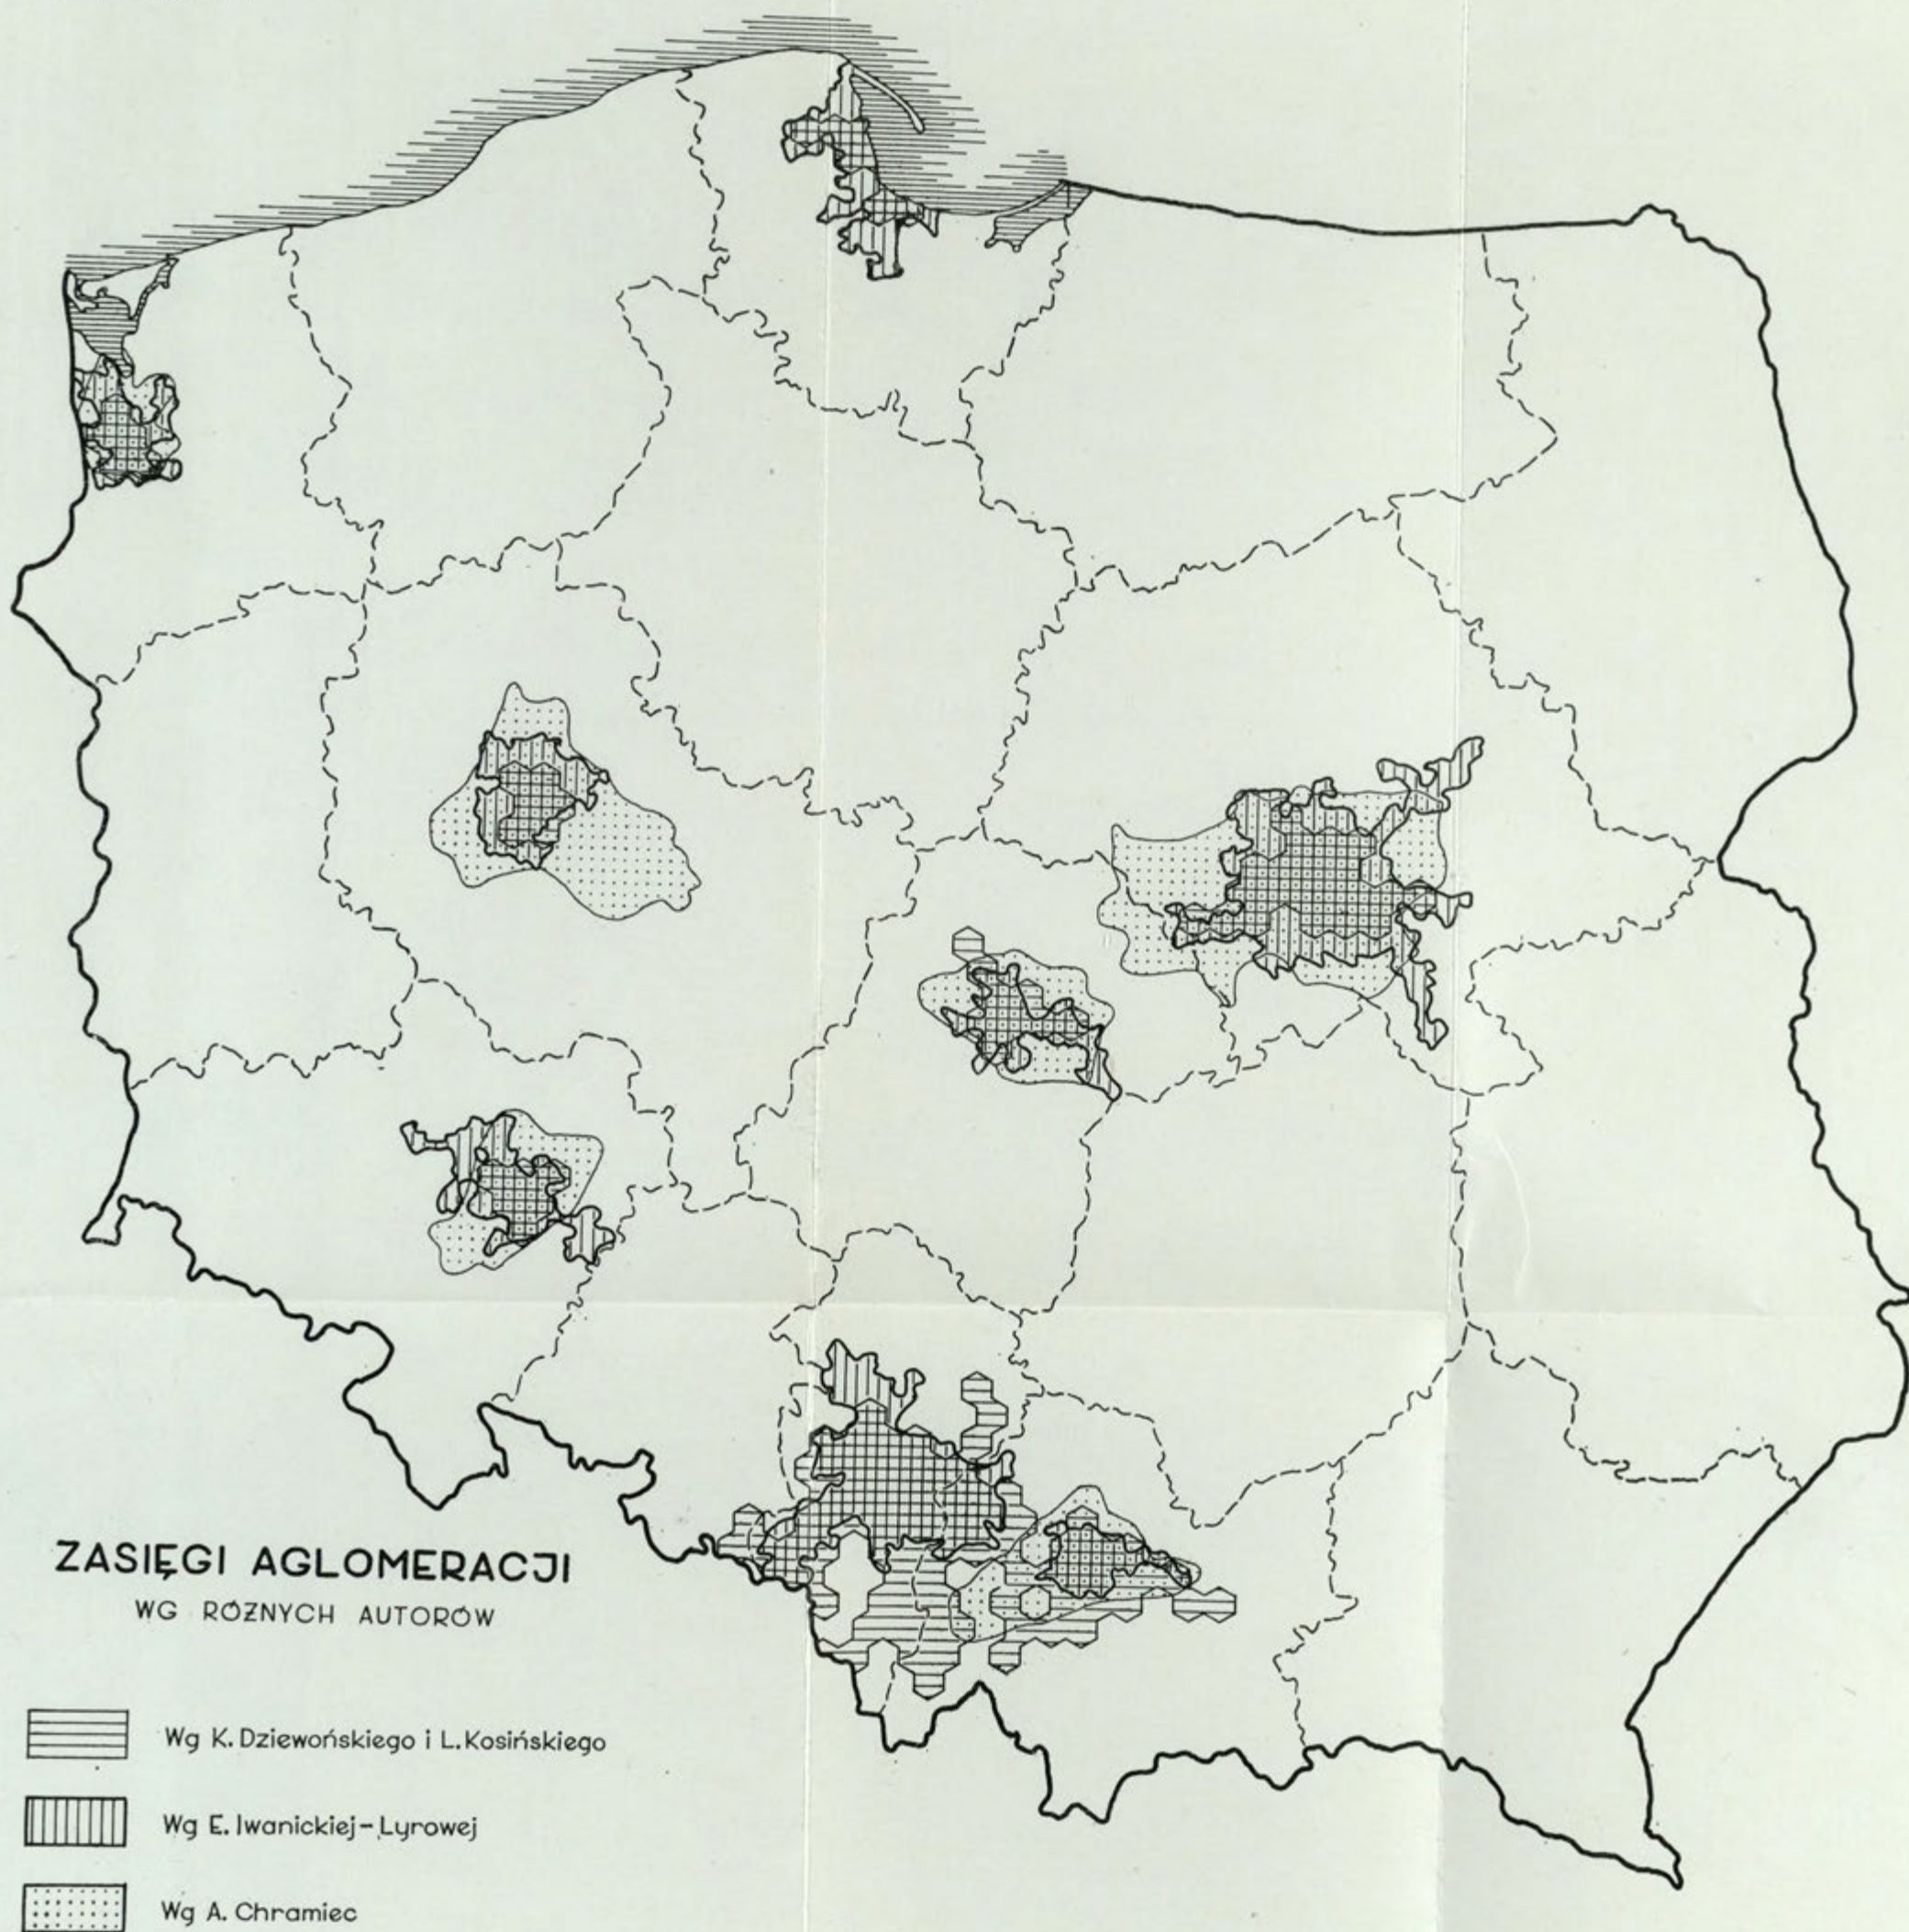 ZASIĘGI AGLOMERACJI
WG RÓŻNYCH AUTORÓW
Wg K. Dziewońskiego i L. Kosińskiego
Wg E. Iwanickiej-Lyrowej
Wg A. Chramiec